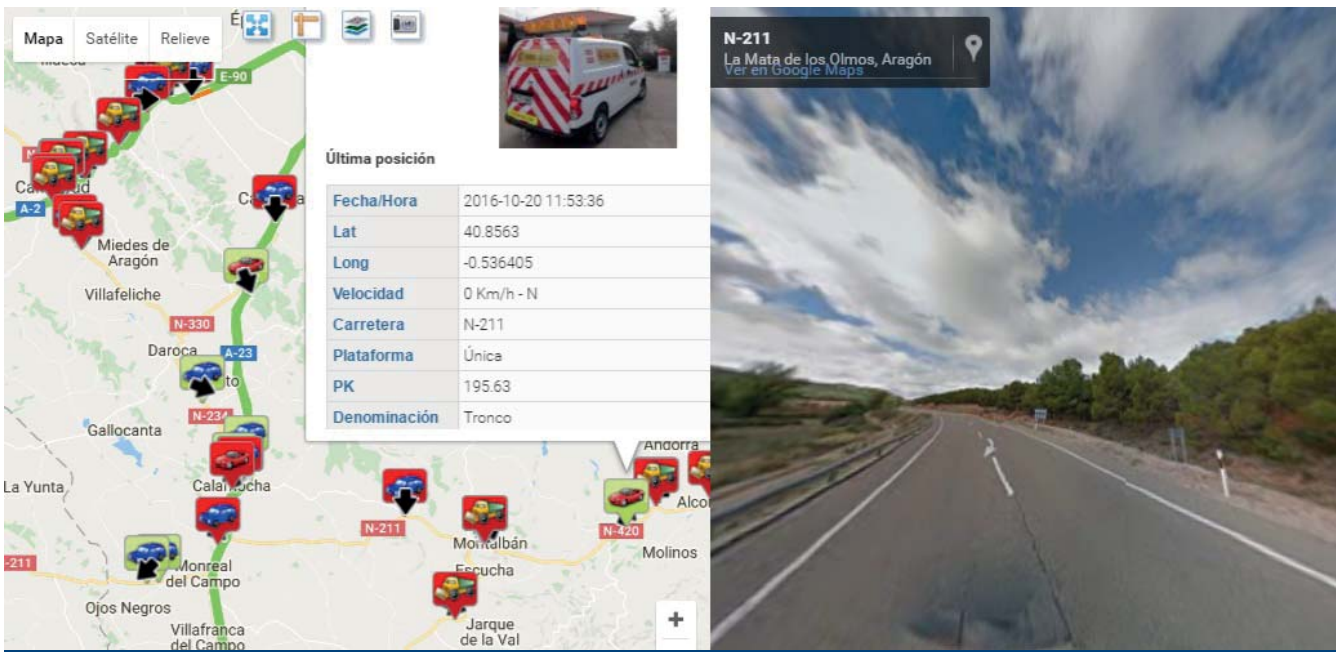 Mapa Satélite Relieve
E-90
A-2
Miedes de
Aragón
Villafeliche
N-330
Daroca A-23
N-234
Gallocanta
La Yunta
N-211
Montalbán
Escucha
N-420
Molinos
Andorra
-211
Monreal
del Campo
Ojos Negros
Villafranca
del Campo
Jarque
de la Val
+
Última posición
Fecha/Hora 2016-10-20 11:53:36
Lat 40.8563
Long -0.536405
Velocidad 0 Km/h - N
Carretera N-211
Plataforma Única
PK 195.63
Denominación Tronco
N-211
La Mata de los Olmos, Aragón
Ver en Google Maps